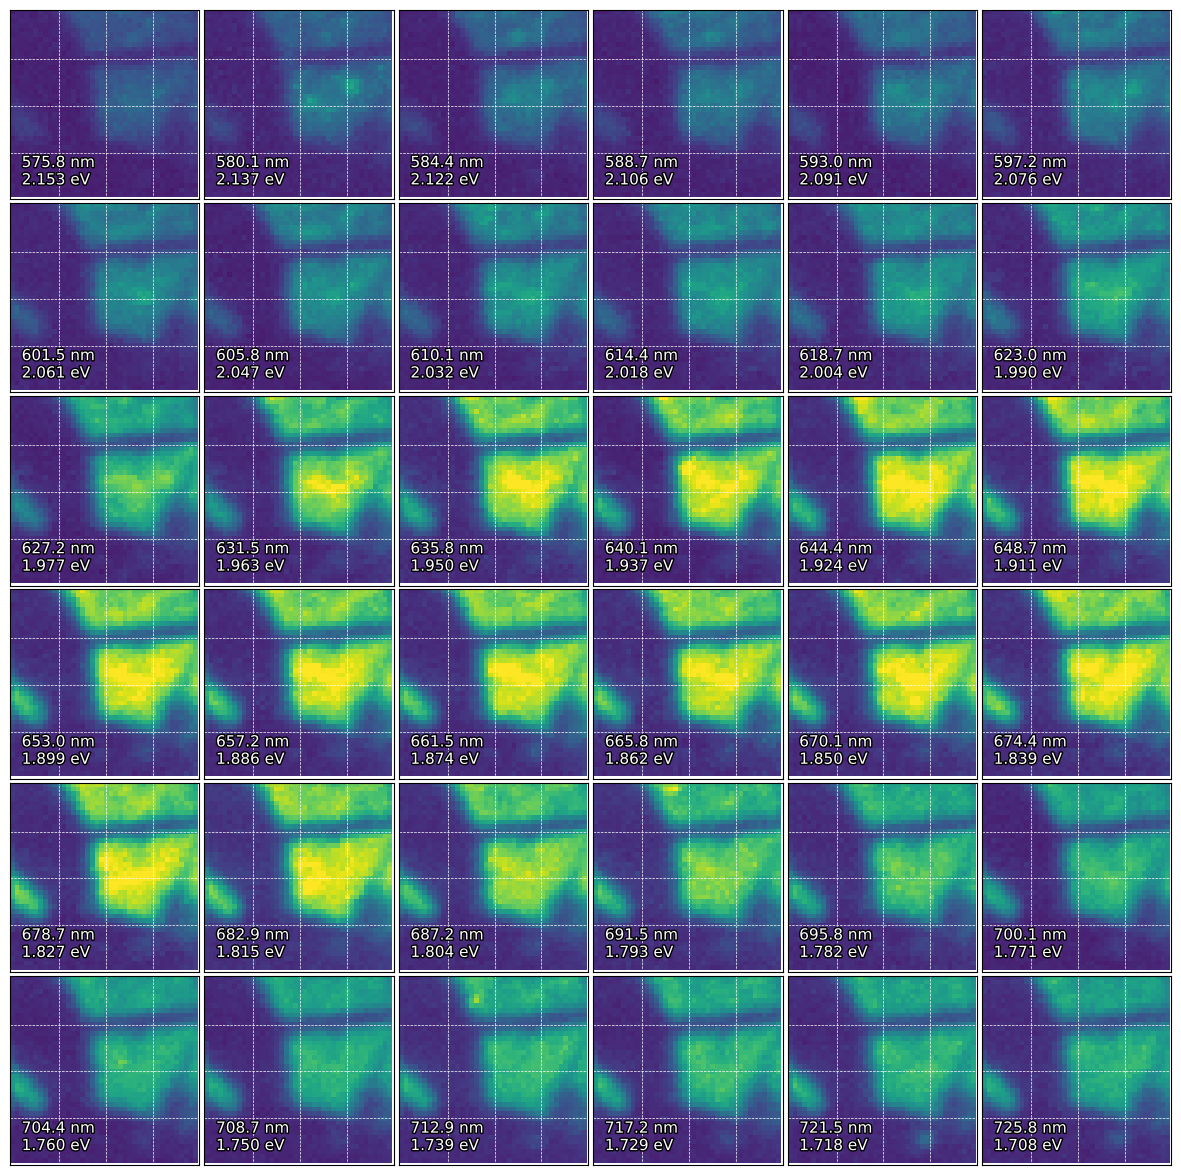 575.8 nm
2.153 eV
580.1 nm
2.137 eV
584.4 nm
2.122 eV
588.7 nm
2.106 eV
593.0 nm
2.091 eV
597.2 nm
2.076 eV
601.5 nm
2.061 eV
605.8 nm
2.047 eV
610.1 nm
2.032 eV
614.4 nm
2.018 eV
618.7 nm
2.004 eV
623.0 nm
1.990 eV
627.2 nm
1.977 eV
631.5 nm
1.963 eV
635.8 nm
1.950 eV
640.1 nm
1.937 eV
644.4 nm
1.924 eV
648.7 nm
1.911 eV
653.0 nm
1.899 eV
657.2 nm
1.886 eV
661.5 nm
1.874 eV
665.8 nm
1.862 eV
670.1 nm
1.850 eV
674.4 nm
1.839 eV
678.7 nm
1.827 eV
682.9 nm
1.815 eV
687.2 nm
1.804 eV
691.5 nm
1.793 eV
695.8 nm
1.782 eV
700.1 nm
1.771 eV
704.4 nm
1.760 eV
708.7 nm
1.750 eV
712.9 nm
1.739 eV
717.2 nm
1.729 eV
721.5 nm
1.718 eV
725.8 nm
1.708 eV